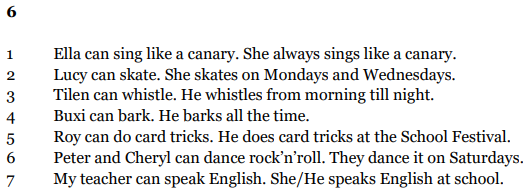 6
1 Ella can sing like a canary. She always sings like a canary.
2 Lucy can skate. She skates on Mondays and Wednesdays.
3 Tilen can whistle. He whistles from morning till night.
4 Buxi can bark. He barks all the time.
5 Roy can do card tricks. He does card tricks at the School Festival.
6 Peter and Cheryl can dance rock’n’roll. They dance it on Saturdays.
7 My teacher can speak English. She/He speaks English at school.